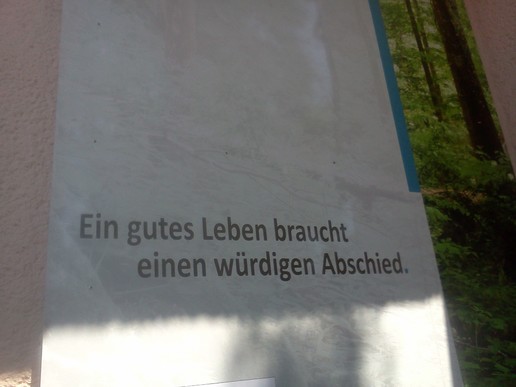 Ein gutes Leben braucht
einen würdigen Abschied.